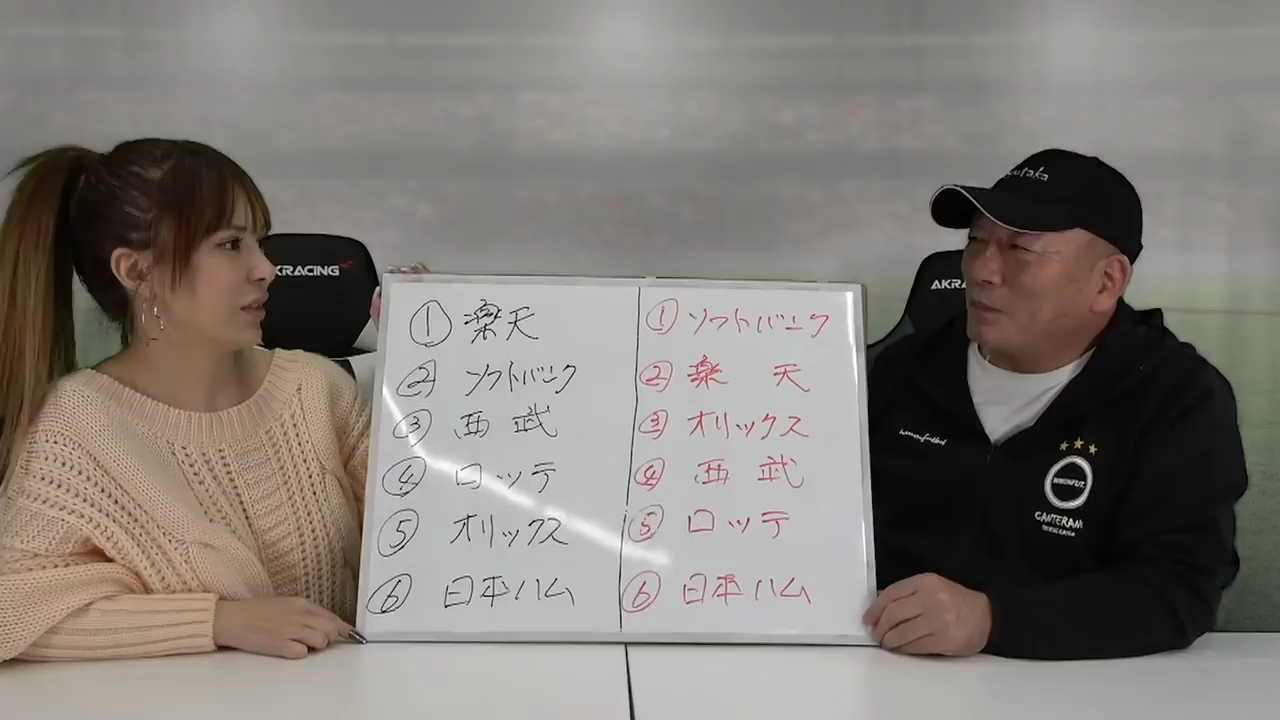 KRACING
AKRA
① 楽天
② ソフトバンク
③ 西武
④ ロッテ
⑤ オリックス
⑥ 日本ハム
① ソフトバンク
② 楽天
③ オリックス
④ 西武
⑤ ロッテ
⑥ 日本ハム
CANTERAM